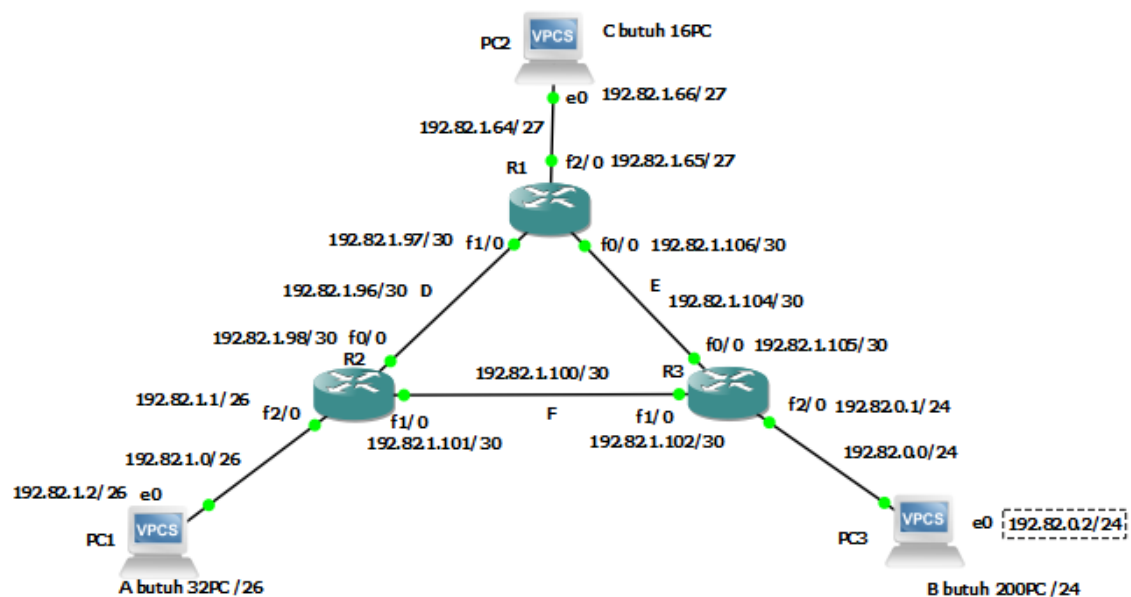 C butuh 16PC
PC2
VPCS
e0 192.82.1.66/27
192.82.1.64/27
f2/0 192.82.1.65/27
R1
192.82.1.97/30 f1/0
f0/0 192.82.1.106/30
192.82.1.96/30 D
E
192.82.1.104/30
192.82.1.98/30 f0/0
f0/0 192.82.1.105/30
R2
192.82.1.100/30
R3
192.82.1.1/26
f2/0
f1/0
F
f1/0
f2/0 192.82.0.1/24
192.82.1.101/30
192.82.1.102/30
192.82.1.0/26
192.82.0.0/24
192.82.1.2/26 e0
VPCS
PC1
VPCS
e0 192.82.0.2/24
PC3
A butuh 32PC /26
B butuh 200PC /24